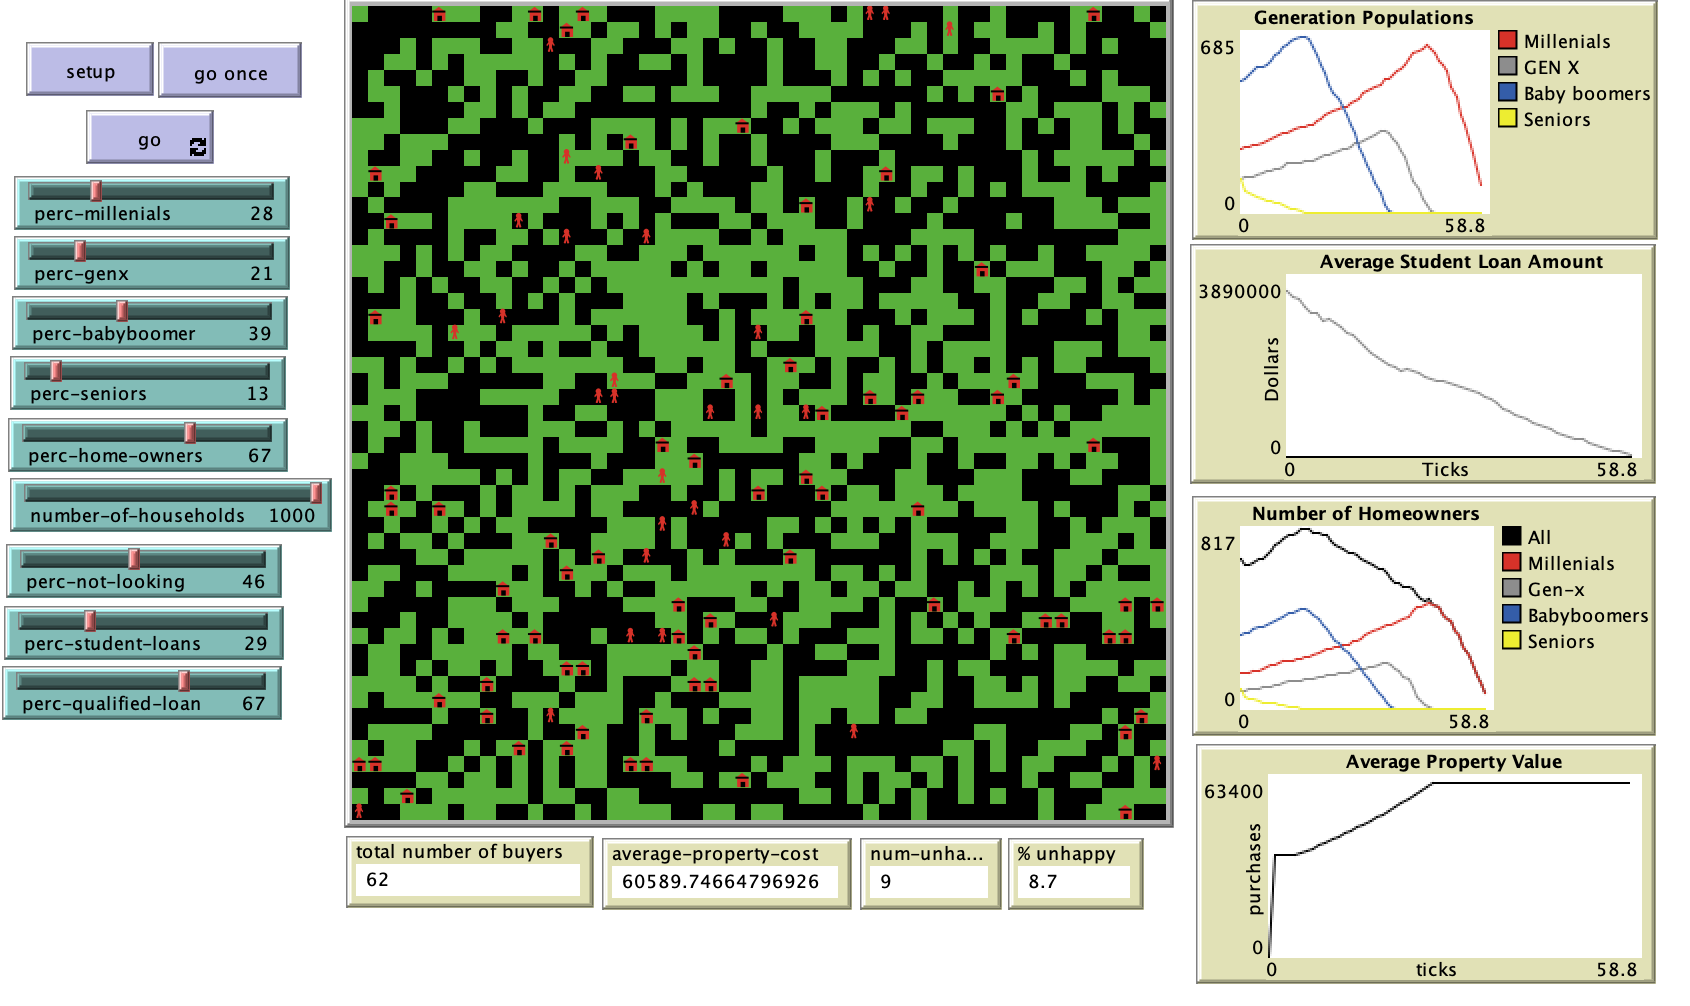 setup
go once
go
perc-millenials 28
perc-genx 21
perc-babyboomer 39
perc-seniors 13
perc-home-owners 67
number-of-households 1000
perc-not-looking 46
perc-student-loans 29
perc-qualified-loan 67
total number of buyers
62
average-property-cost
60589.74664796926
num-unha...
9
% unhappy
8.7
Generation Populations
685
0
0 58.8
Millenials
GEN X
Baby boomers
Seniors
Average Student Loan Amount
3890000
Dollars
0
0 Ticks 58.8
Number of Homeowners
817
0
0 58.8
All
Millenials
Gen-x
Babyboomers
Seniors
Average Property Value
63400
purchases
0
0 ticks 58.8